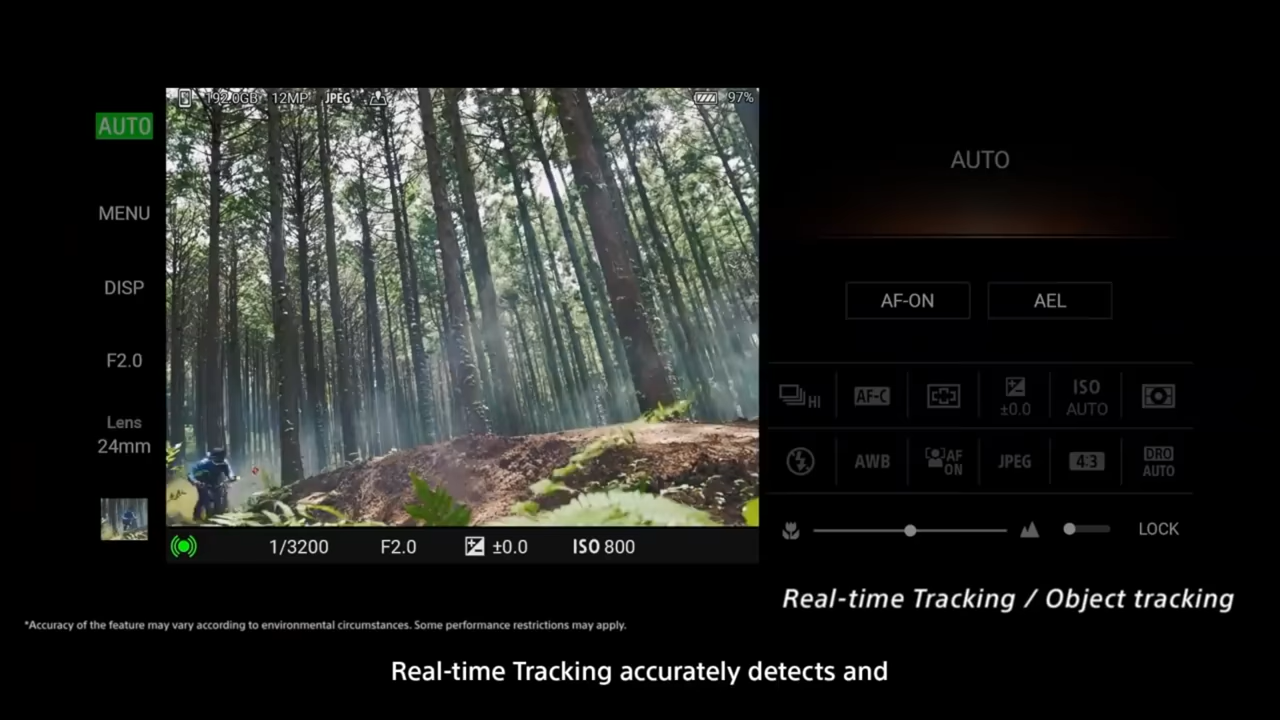 192.0GB 12MP JPEG 97%
AUTO
MENU
DISP
F2.0
Lens
24mm
1/3200 F2.0 ±0.0 ISO 800
AUTO
AF-ON AEL
HI AF-C ±0.0 ISO AUTO
AWB AF ON JPEG 4:3 DRO AUTO
LOCK
Real-time Tracking / Object tracking
*Accuracy of the feature may vary according to environmental circumstances. Some performance restrictions may apply.
Real-time Tracking accurately detects and